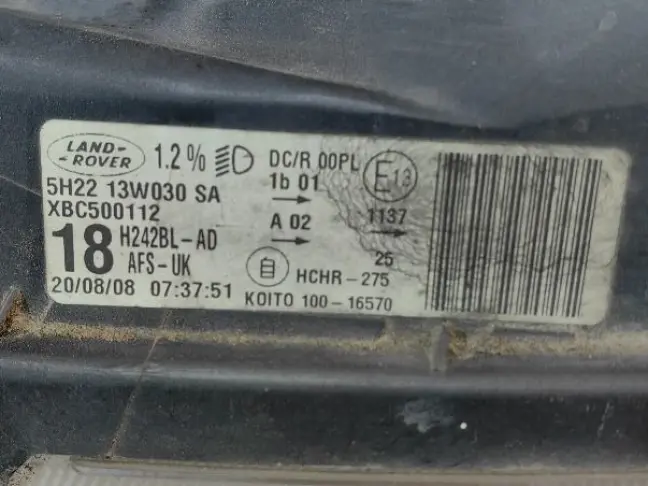 LAND-
-ROVER
1.2%
DC/R 00PL
E13
5H22 13W030 SA
1b 01
XBC500112
A 02
1137
18
H242BL-AD
AFS-UK
25
HCHR-275
20/08/08 07:37:51
KOITO 100-16570